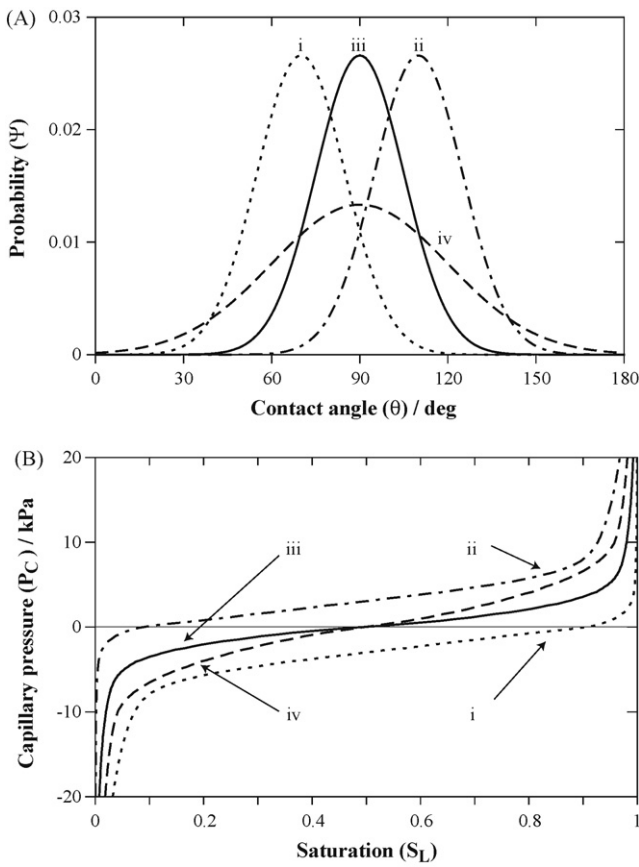 (A)
0.03
0.02
0.01
0
Probability (Ψ)
i
iii
ii
iv
0
30
60
90
120
150
180
Contact angle (θ) / deg
(B)
20
10
0
-10
-20
Capillary pressure (P_C) / kPa
iii
ii
iv
i
0
0.2
0.4
0.6
0.8
1
Saturation (S_L)